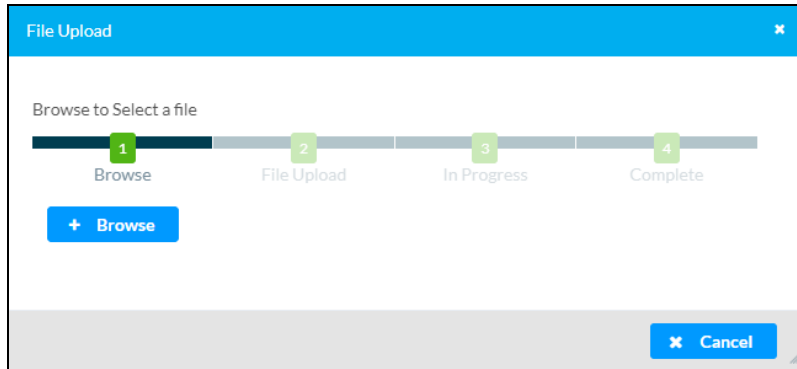 File Upload
Browse to Select a file
1 2 3 4
Browse File Upload In Progress Complete
+ Browse
Cancel